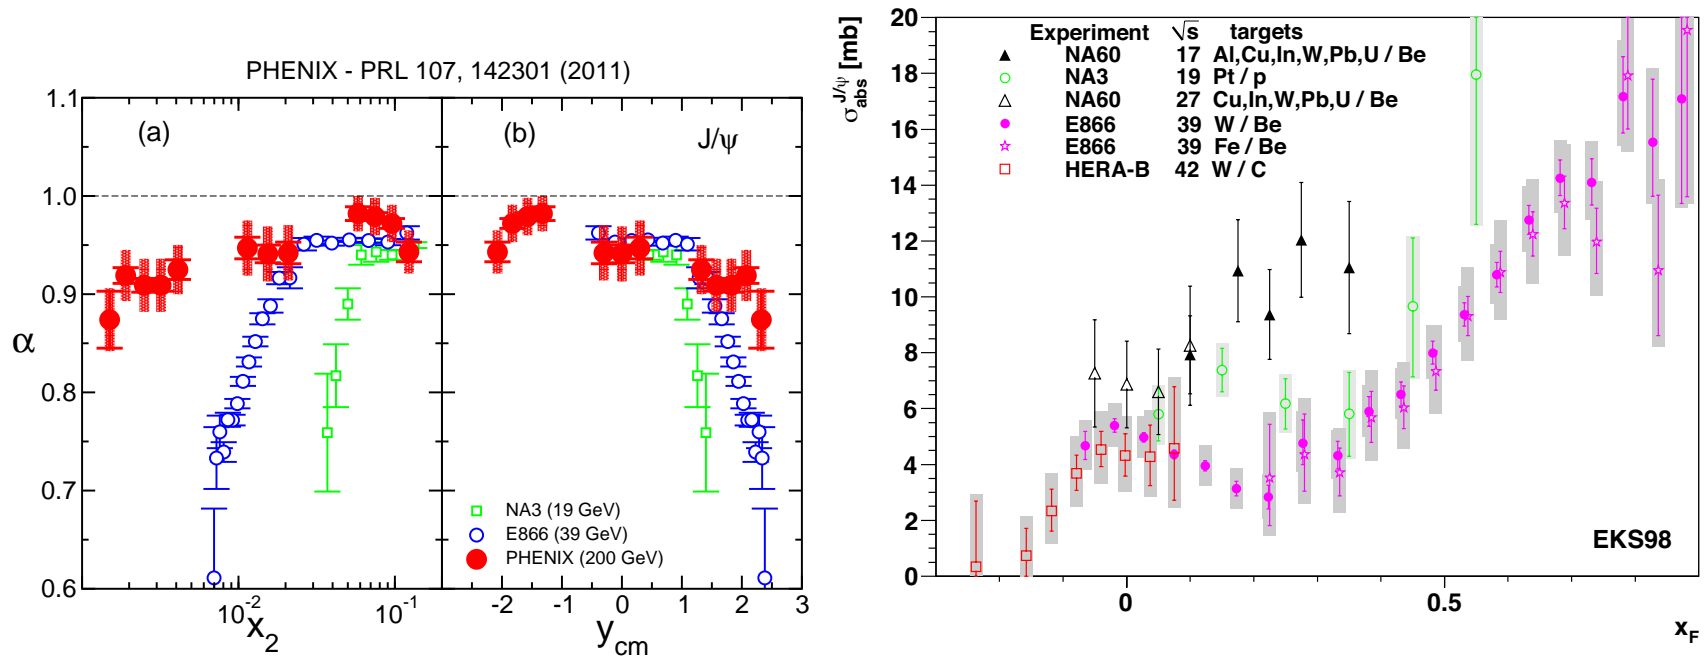 PHENIX - PRL 107, 142301 (2011)
1.1
1.0
0.9
0.8
0.7
0.6
α
(a)
10⁻²
10⁻¹
x₂
(b)
J/ψ
NA3 (19 GeV)
E866 (39 GeV)
PHENIX (200 GeV)
-2 -1 0 1 2 3
y_cm
σ_abs^J/ψ [mb]
20
18
16
14
12
10
8
6
4
2
0
Experiment √s targets
NA60 17 Al,Cu,In,W,Pb,U / Be
NA3 19 Pt / p
NA60 27 Cu,In,W,Pb,U / Be
E866 39 W / Be
E866 39 Fe / Be
HERA-B 42 W / C
EKS98
0 0.5
x_F